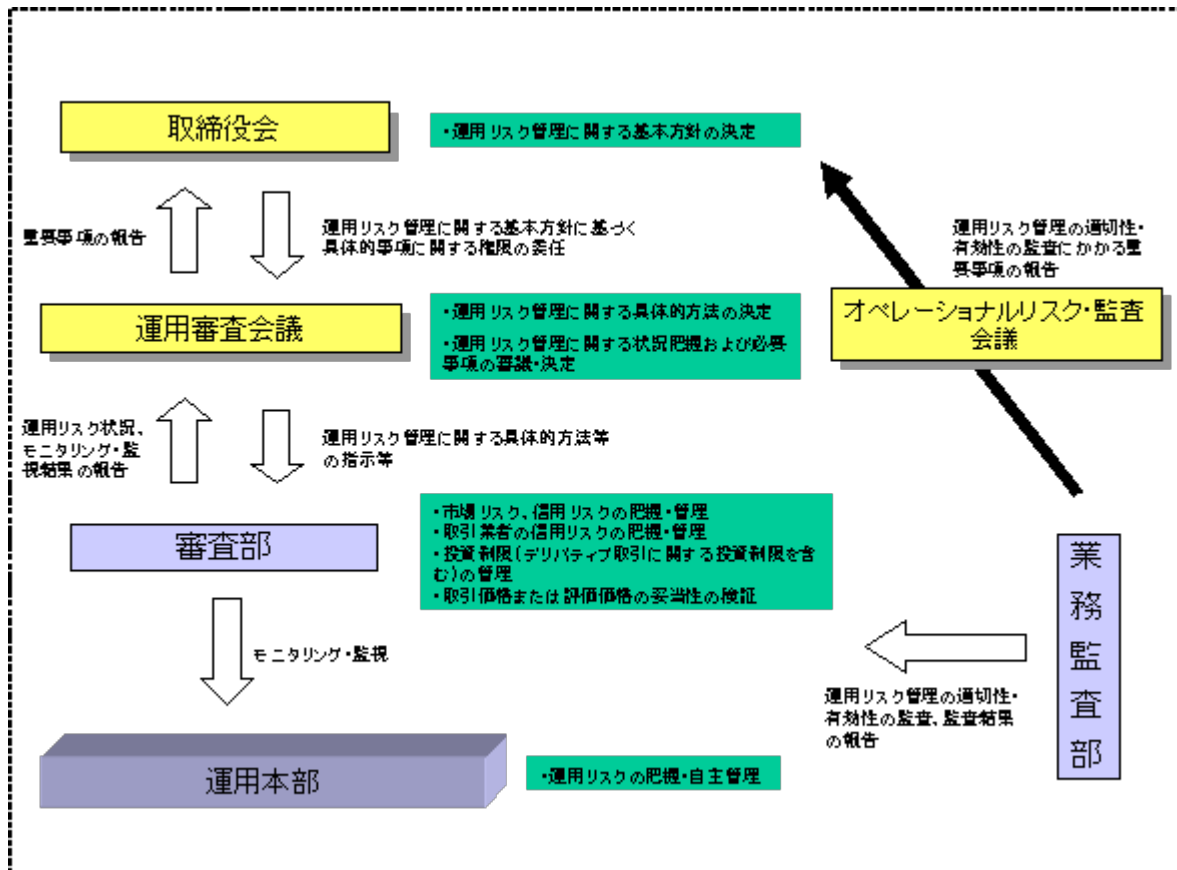 取締役会
・運用リスク管理に関する基本方針の決定
重要事項の報告
運用リスク管理に関する基本方針に基づく
具体的事項に関する権限の委任
運用リスク管理の適切性・
有効性の監査にかかる重
要事項の報告
運用審査会議
・運用リスク管理に関する具体的方法の決定
・運用リスク管理に関する状況把握および必要
事項の審議・決定
オペレーショナルリスク・監査
会議
運用リスク状況、
モニタリング・監
視結果の報告
運用リスク管理に関する具体的方法等
の指示等
審査部
・市場リスク、信用リスクの把握・管理
・取引業者の信用リスクの把握・管理
・投資制限(デリバティブ取引に関する投資制限を含
む)の管理
・取引価格または評価価格の妥当性の検証
業務監査部
モニタリング・監視
運用リスク管理の適切性・
有効性の監査、監査結果
の報告
運用本部
・運用リスクの把握・自主管理